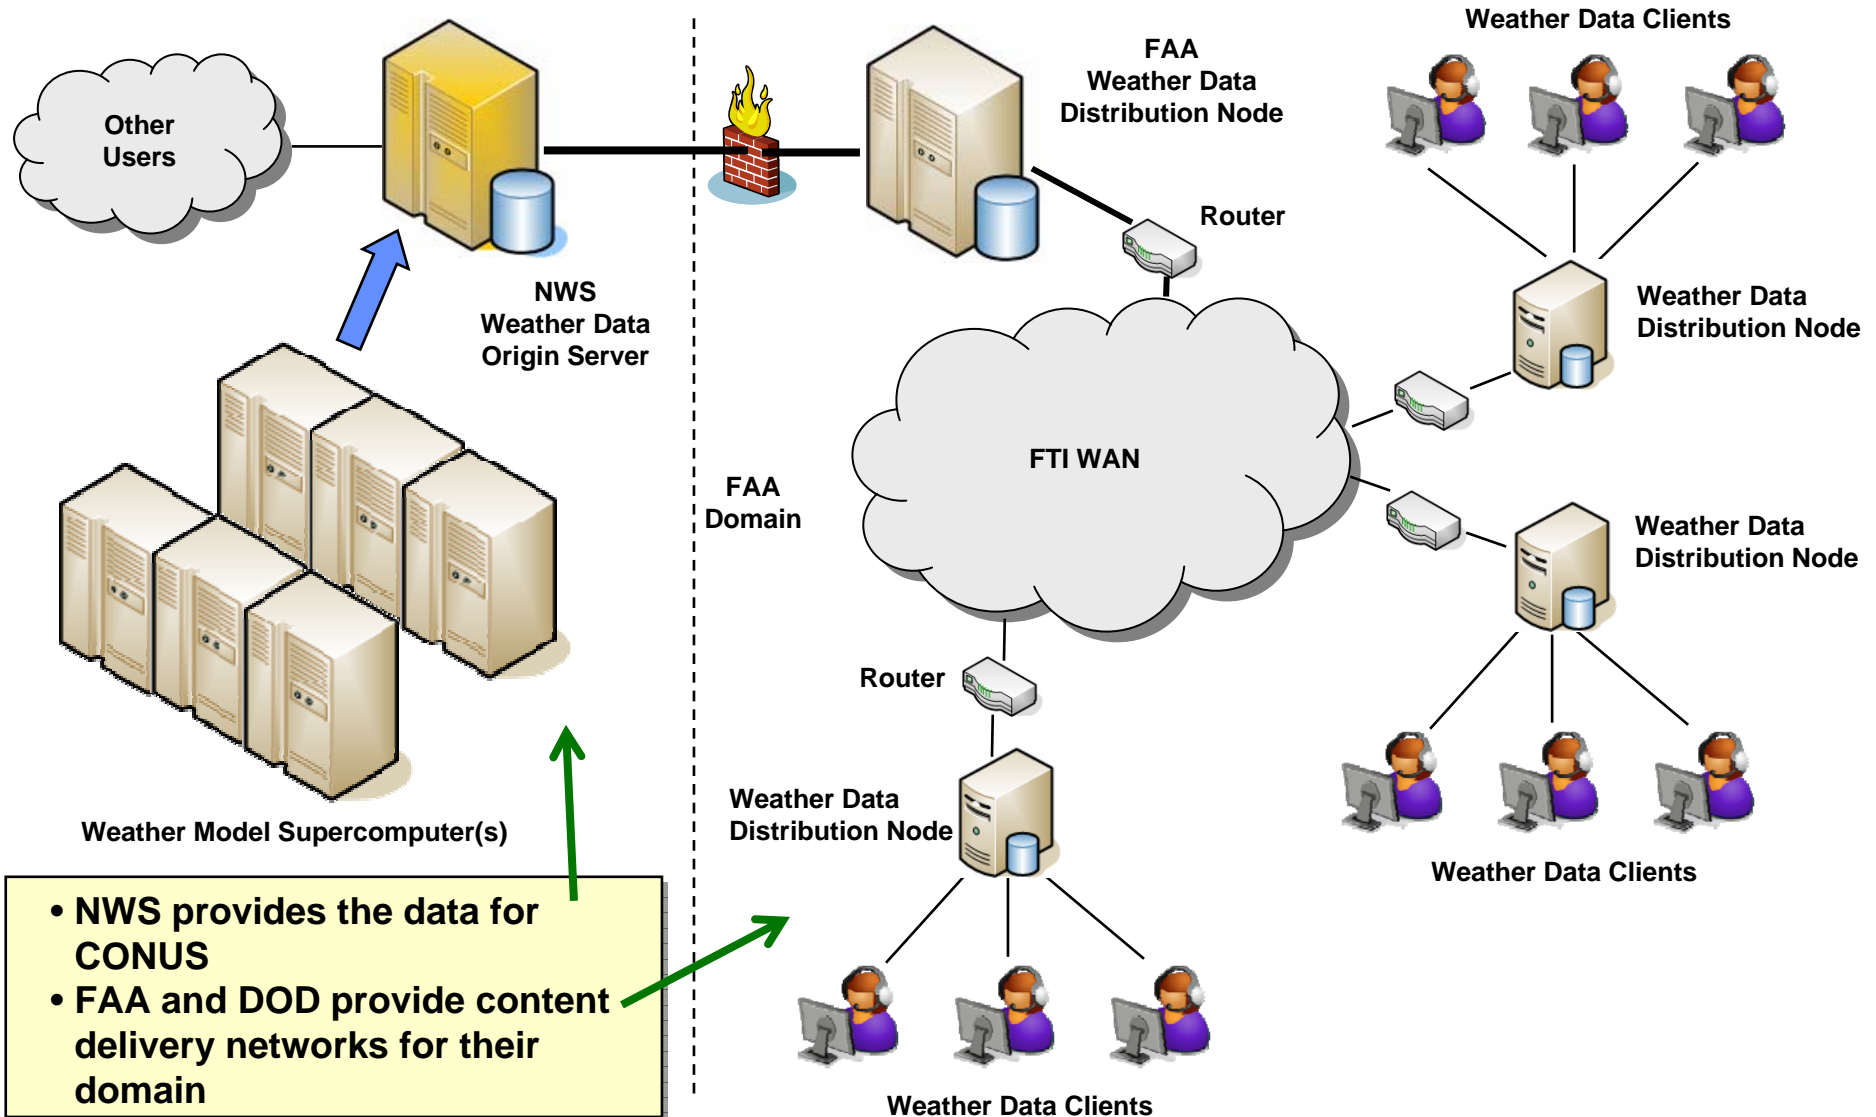 Weather Data Clients
Other
Users
FAA
Weather Data
Distribution Node
Router
NWS
Weather Data
Origin Server
Weather Data
Distribution Node
FTI WAN
FAA
Domain
Weather Data
Distribution Node
Router
Weather Data
Distribution Node
Weather Model Supercomputer(s)
Weather Data Clients
• NWS provides the data for
CONUS
• FAA and DOD provide content
delivery networks for their
domain
Weather Data Clients